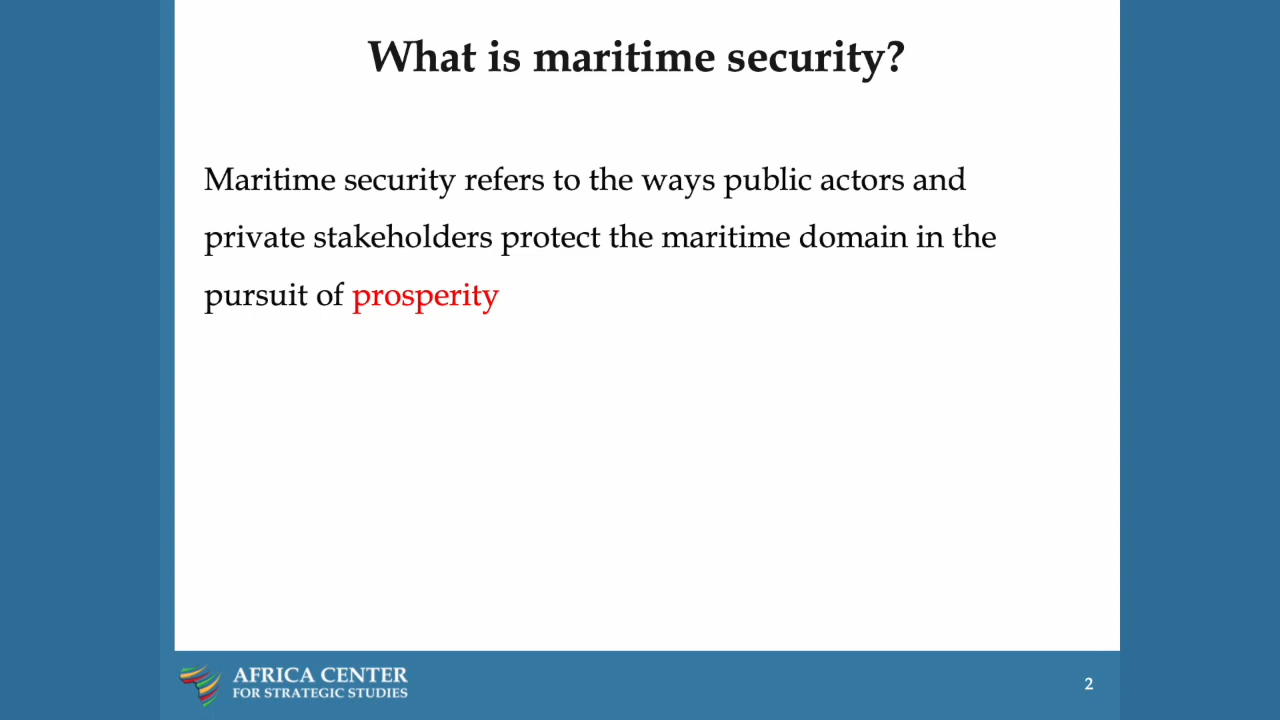 What is maritime security?
Maritime security refers to the ways public actors and
private stakeholders protect the maritime domain in the
pursuit of prosperity
AFRICA CENTER
FOR STRATEGIC STUDIES
2